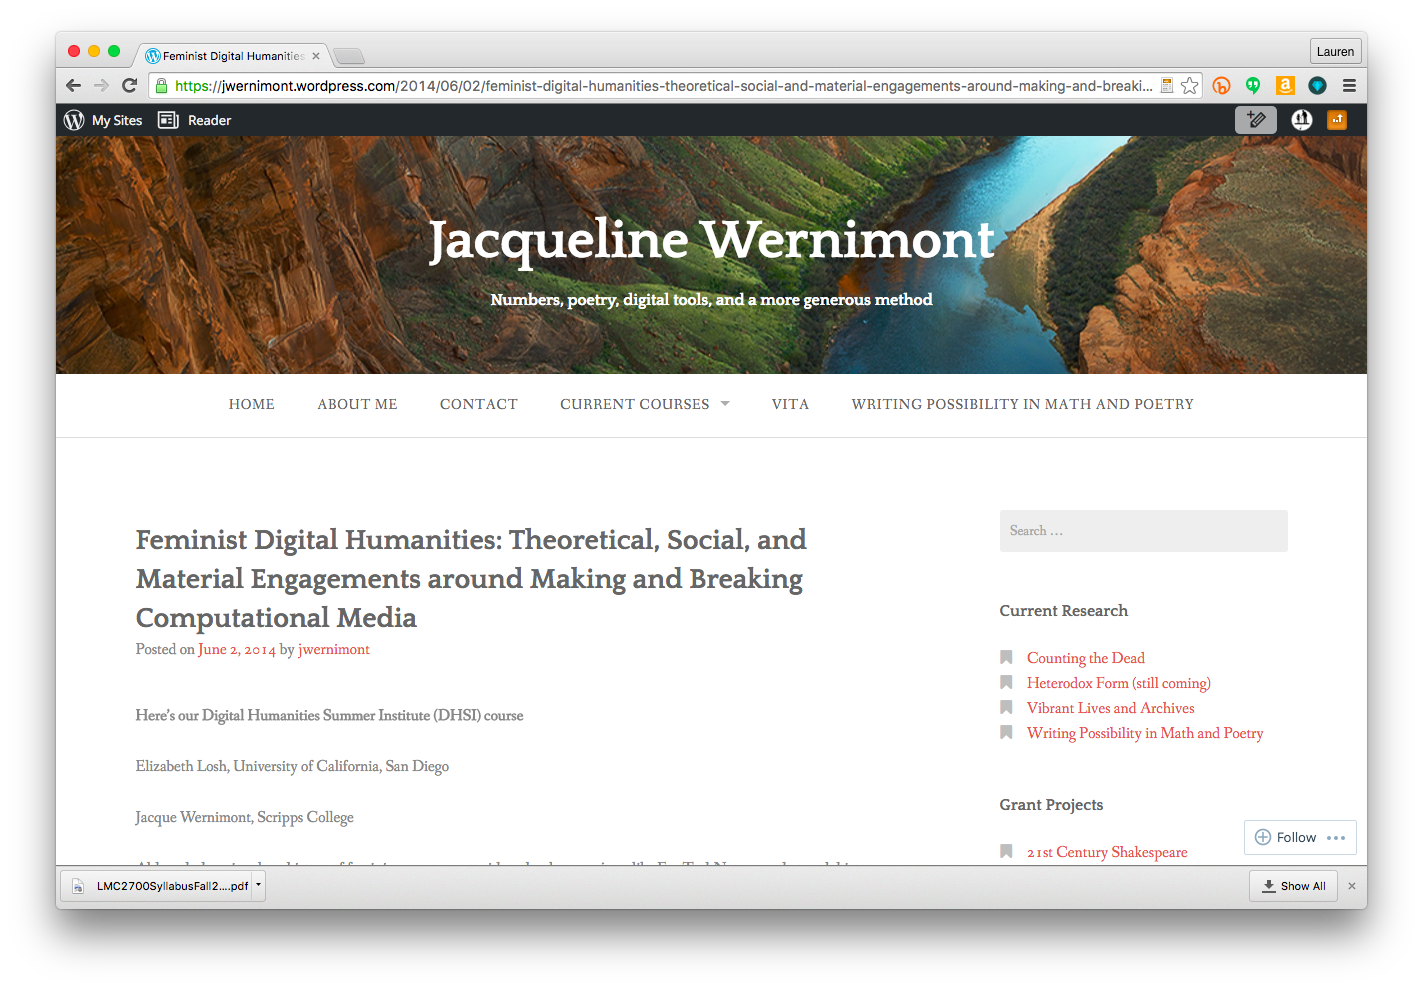 Feminist Digital Humanities
Lauren
https://jwernimont.wordpress.com/2014/06/02/feminist-digital-humanities-theoretical-social-and-material-engagements-around-making-and-breaki...
My Sites Reader
Jacqueline Wernimont
Numbers, poetry, digital tools, and a more generous method
HOME ABOUT ME CONTACT CURRENT COURSES VITA WRITING POSSIBILITY IN MATH AND POETRY
Feminist Digital Humanities: Theoretical, Social, and
Material Engagements around Making and Breaking
Computational Media
Posted on June 2, 2014 by jwernimont
Here's our Digital Humanities Summer Institute (DHSI) course
Elizabeth Losh, University of California, San Diego
Jacque Wernimont, Scripps College
Search ...
Current Research
Counting the Dead
Heterodox Form (still coming)
Vibrant Lives and Archives
Writing Possibility in Math and Poetry
Grant Projects
21st Century Shakespeare
Follow
LMC2700SyllabusFall2....pdf
Show All